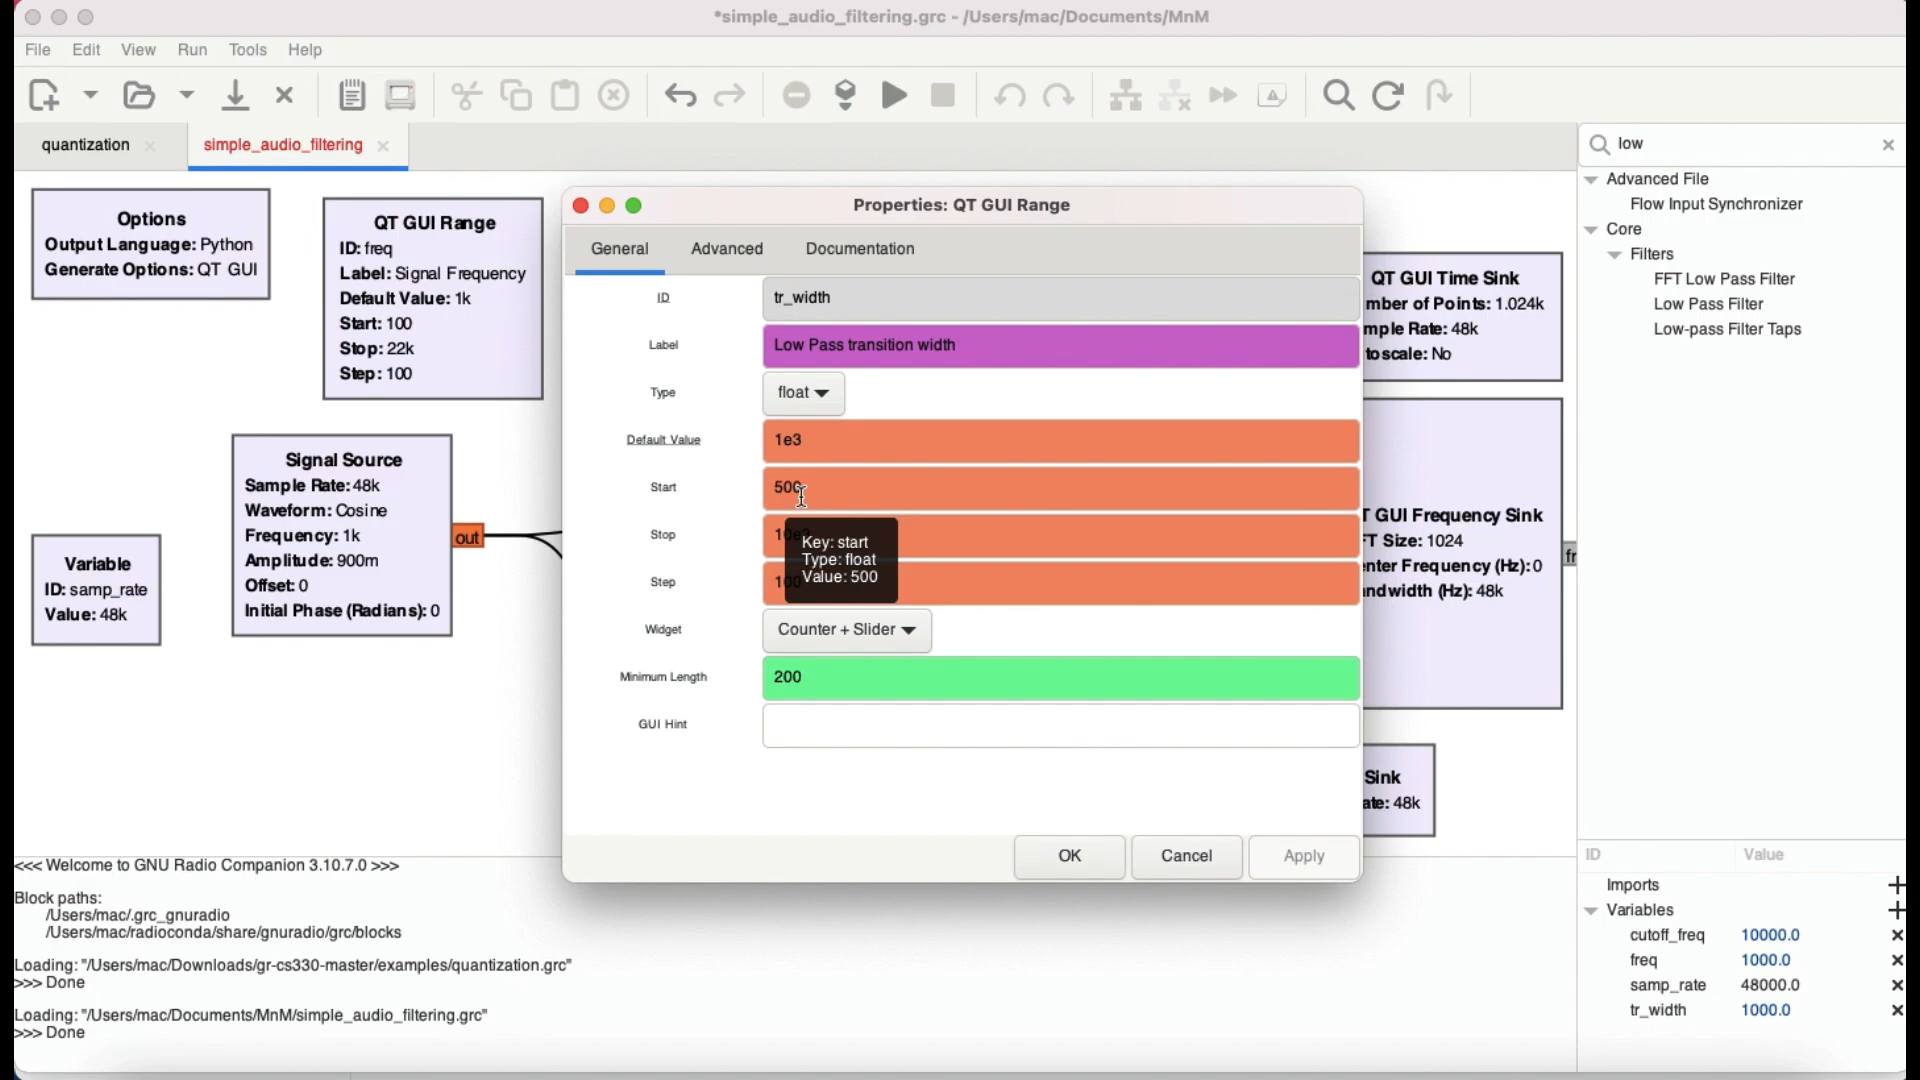 *simple_audio_filtering.grc - /Users/mac/Documents/MnM
File Edit View Run Tools Help
quantization
simple_audio_filtering
low
Options
Output Language: Python
Generate Options: QT GUI
QT GUI Range
ID: freq
Label: Signal Frequency
Default Value: 1k
Start: 100
Stop: 22k
Step: 100
Signal Source
Sample Rate: 48k
Waveform: Cosine
Frequency: 1k
Amplitude: 900m
Offset: 0
Initial Phase (Radians): 0
out
Variable
ID: samp_rate
Value: 48k
Properties: QT GUI Range
General Advanced Documentation
ID tr_width
Label Low Pass transition width
Type float
Default Value 1e3
Start 500
Stop
Step
Key: start
Type: float
Value: 500
Widget Counter + Slider
Minimum Length 200
GUI Hint
OK Cancel Apply
QT GUI Time Sink
mber of Points: 1.024k
mple Rate: 48k
toscale: No
T GUI Frequency Sink
FT Size: 1024
enter Frequency (Hz): 0
ndwidth (Hz): 48k
fr
Sink
ate: 48k
Advanced File
Flow Input Synchronizer
Core
Filters
FFT Low Pass Filter
Low Pass Filter
Low-pass Filter Taps
<<< Welcome to GNU Radio Companion 3.10.7.0 >>>
Block paths:
/Users/mac/.grc_gnuradio
/Users/mac/radioconda/share/gnuradio/grc/blocks
Loading: "/Users/mac/Downloads/gr-cs330-master/examples/quantization.grc"
>>> Done
Loading: "/Users/mac/Documents/MnM/simple_audio_filtering.grc"
>>> Done
ID Value
Imports
Variables
cutoff_freq 10000.0
freq 1000.0
samp_rate 48000.0
tr_width 1000.0